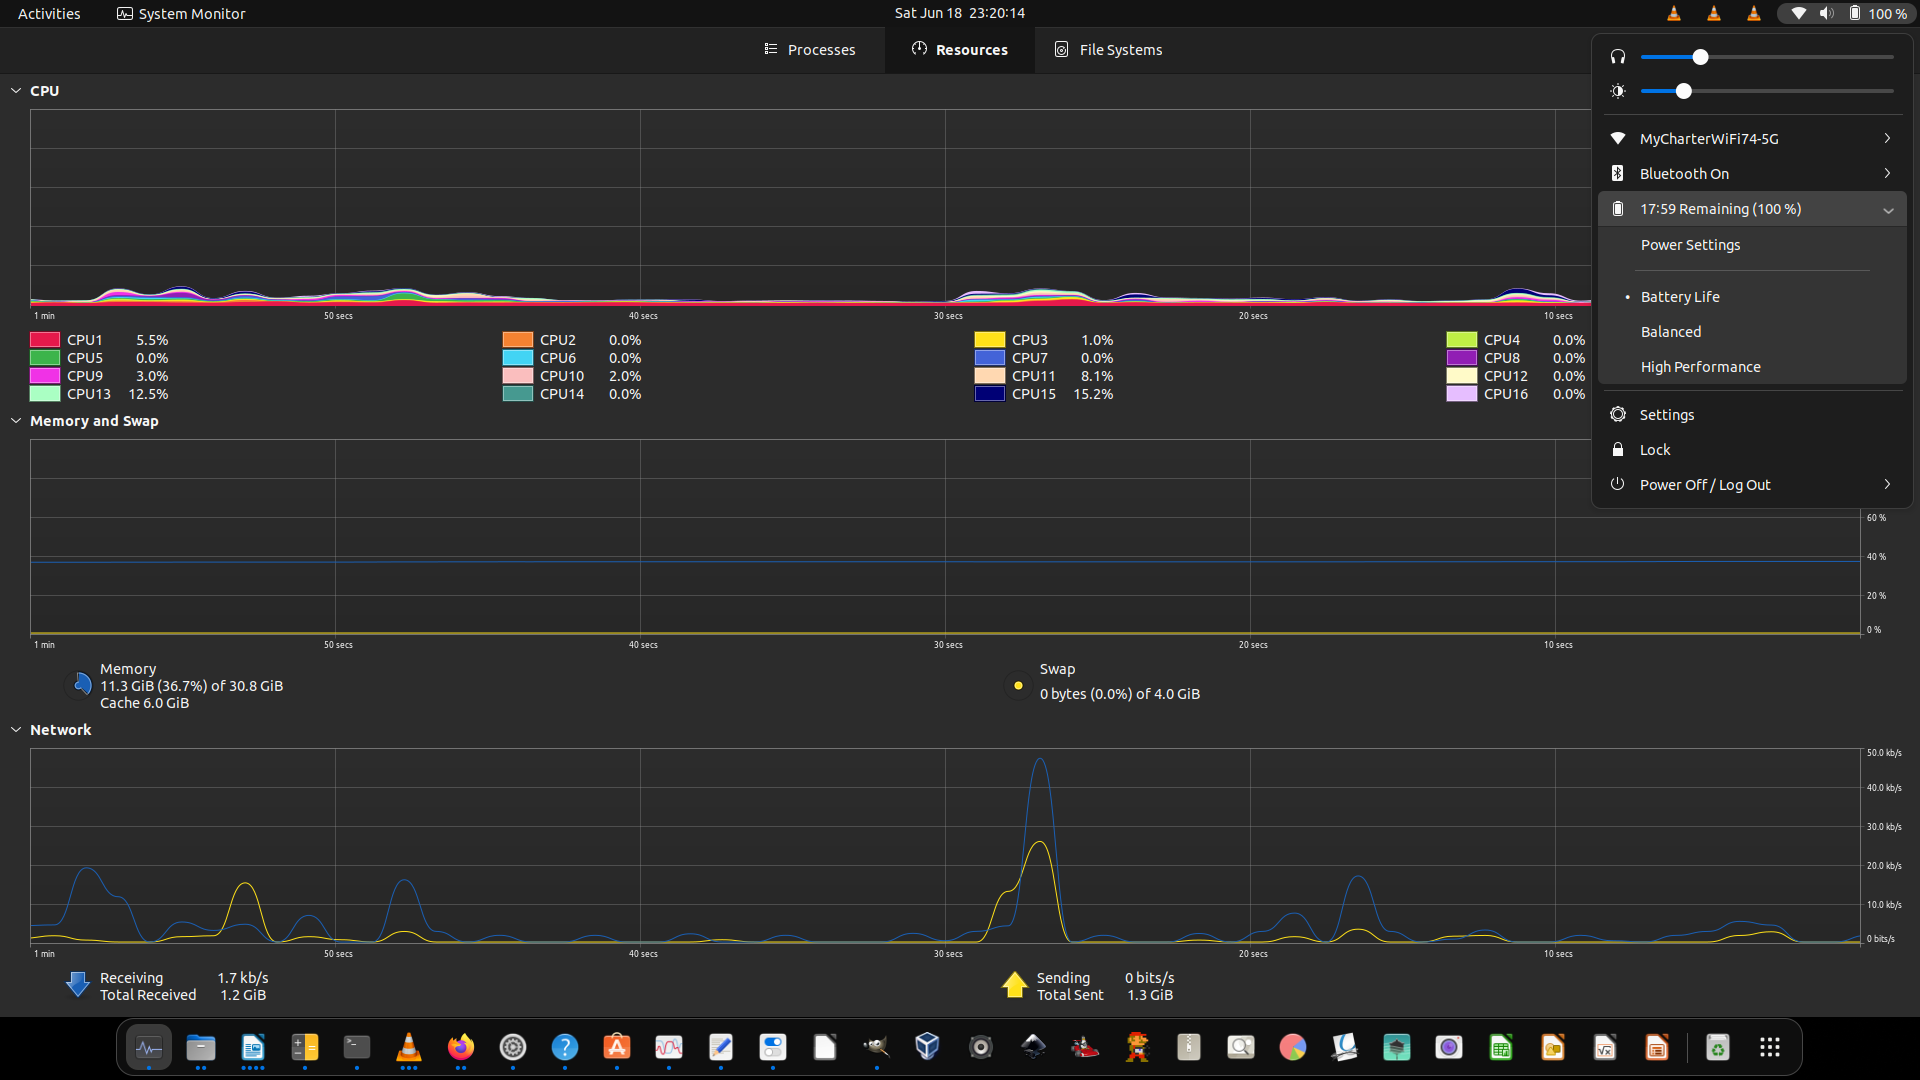 Activities System Monitor Sat Jun 18 23:20:14 100 %
Processes Resources File Systems
CPU
1 min 50 secs 40 secs 30 secs 20 secs 10 secs
CPU1 5.5% CPU2 0.0% CPU3 1.0% CPU4 0.0%
CPU5 0.0% CPU6 0.0% CPU7 0.0% CPU8 0.0%
CPU9 3.0% CPU10 2.0% CPU11 8.1% CPU12 0.0%
CPU13 12.5% CPU14 0.0% CPU15 15.2% CPU16 0.0%
MyCharterWiFi74-5G
Bluetooth On
17:59 Remaining (100 %)
Power Settings
Battery Life
Balanced
High Performance
Settings
Lock
Power Off / Log Out
Memory and Swap
60 %
40 %
20 %
0 %
1 min 50 secs 40 secs 30 secs 20 secs 10 secs
Memory
11.3 GiB (36.7%) of 30.8 GiB
Cache 6.0 GiB
Swap
0 bytes (0.0%) of 4.0 GiB
Network
50.0 kb/s
40.0 kb/s
30.0 kb/s
20.0 kb/s
10.0 kb/s
0 bits/s
1 min 50 secs 40 secs 30 secs 20 secs 10 secs
Receiving 1.7 kb/s
Total Received 1.2 GiB
Sending 0 bits/s
Total Sent 1.3 GiB